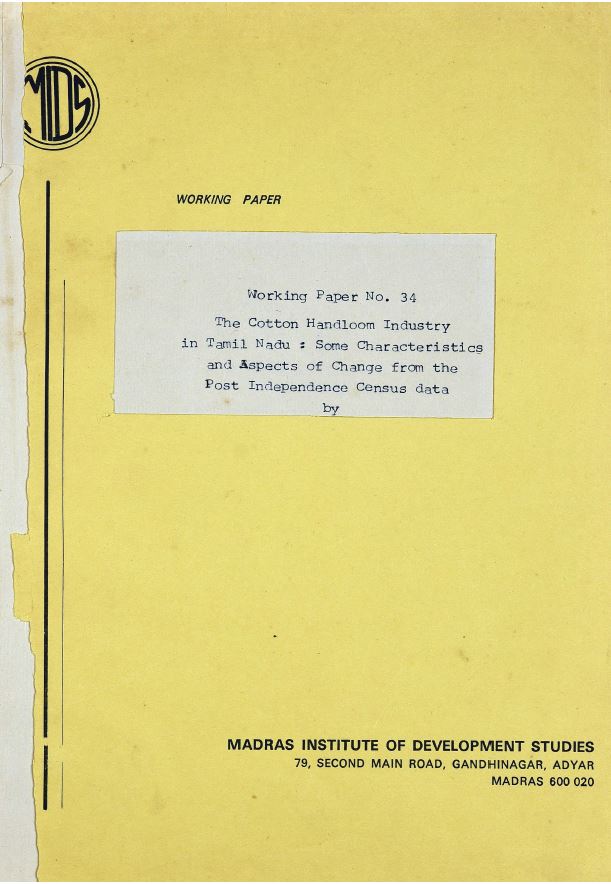 MIDS
WORKING PAPER
Working Paper No. 34
The Cotton Handloom Industry
in Tamil Nadu : Some Characteristics
and Aspects of Change from the
Post Independence Census data
by
MADRAS INSTITUTE OF DEVELOPMENT STUDIES
79, SECOND MAIN ROAD, GANDHINAGAR, ADYAR
MADRAS 600 020